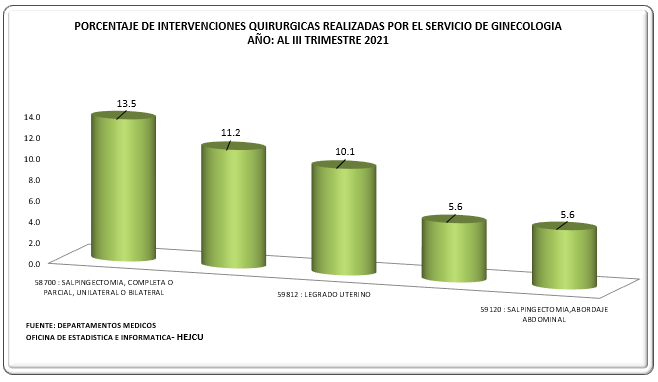 PORCENTAJE DE INTERVENCIONES QUIRURGICAS REALIZADAS POR EL SERVICIO DE GINECOLOGIA
AÑO: AL III TRIMESTRE 2021
13.5
11.2
10.1
5.6
5.6
14.0
12.0
10.0
8.0
6.0
4.0
2.0
0.0
58700 : SALPINGECTOMIA, COMPLETA O
PARCIAL, UNILATERAL O BILATERAL
59812 : LEGRADO UTERINO
59120 : SALPINGECTOMIA,ABORDAJE
ABDOMINAL
FUENTE: DEPARTAMENTOS MEDICOS
OFICINA DE ESTADISTICA E INFORMATICA- HEJCU